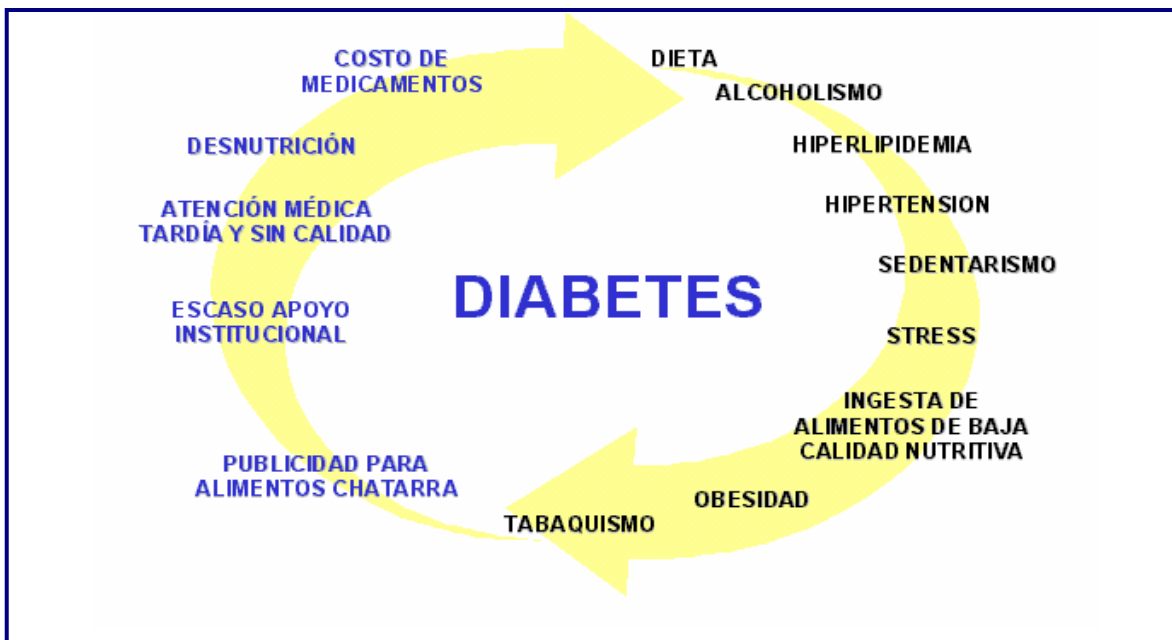 COSTO DE
MEDICAMENTOS
DESNUTRICIÓN
ATENCIÓN MÉDICA
TARDÍA Y SIN CALIDAD
ESCASO APOYO
INSTITUCIONAL
PUBLICIDAD PARA
ALIMENTOS CHATARRA
DIABETES
DIETA
ALCOHOLISMO
HIPERLIPIDEMIA
HIPERTENSION
SEDENTARISMO
STRESS
INGESTA DE
ALIMENTOS DE BAJA
CALIDAD NUTRITIVA
OBESIDAD
TABAQUISMO